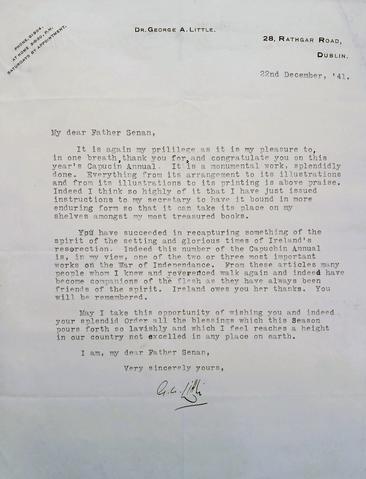 DR. GEORGE A. LITTLE.
AT HOME 2-30
SATURDAYS BY APPOINTMENT.
28, RATHGAR ROAD,
DUBLIN.
22nd December, '41.
My dear Father Senan,
It is again my prililege as it is my pleasure to,
in one breath thank you for and congratulate you on this
year's Capucin Annual. It is a monumental work, splendidly
done. Everything from its arrangement to its illustrations
and from its illustrations to its printing is above praise.
Indeed I think so highly of it that I have just issued
instructions to my secretary to have it bound in more
enduring form so that it can take its place on my
shelves amongst my most treasured books.
You have succeeded in recapturing something of the
spirit of the setting and glorious times of Ireland's
resorection. Indeed this number of the Capuchin Annual
is, in my view, one of the two or three most important
works on the War of Independence. From these articles many
people whom I knew and reverenced walk again and indeed have
become companions of the flesh as they have always been
friends of the spirit. Ireland owes you her thanks. You
will be remembered.
May I take this opportunity of wishing you and indeed
your splendid Order all the blessings which this Season
pours forth so lavishly and which I feel reaches a height
in our country not excelled in any place on earth.
I am, my dear Father Senan,
Very sincerely yours,
G. A. Little